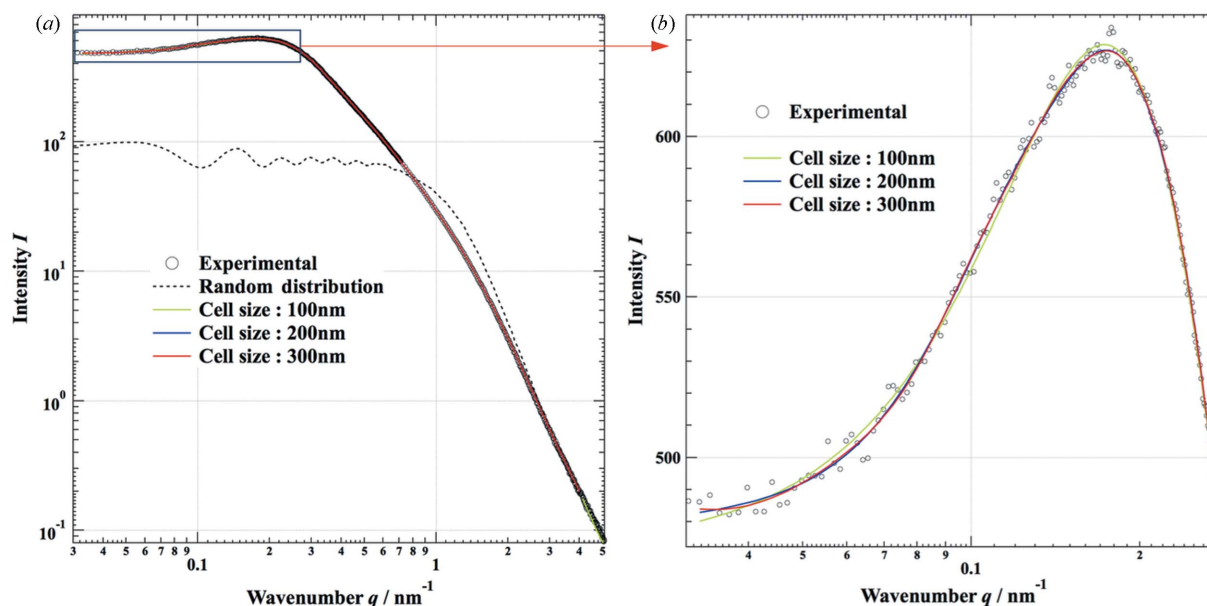 (a)
10^2
10^1
10^0
10^-1
Intensity I
Experimental
Random distribution
Cell size : 100nm
Cell size : 200nm
Cell size : 300nm
3 4 5 6 7 8 9 0.1 2 3 4 5 6 7 8 9 1 2 3 4 5
Wavenumber q / nm^-1
(b)
600
550
500
Intensity I
Experimental
Cell size : 100nm
Cell size : 200nm
Cell size : 300nm
4 5 6 7 8 9 0.1 2
Wavenumber q / nm^-1